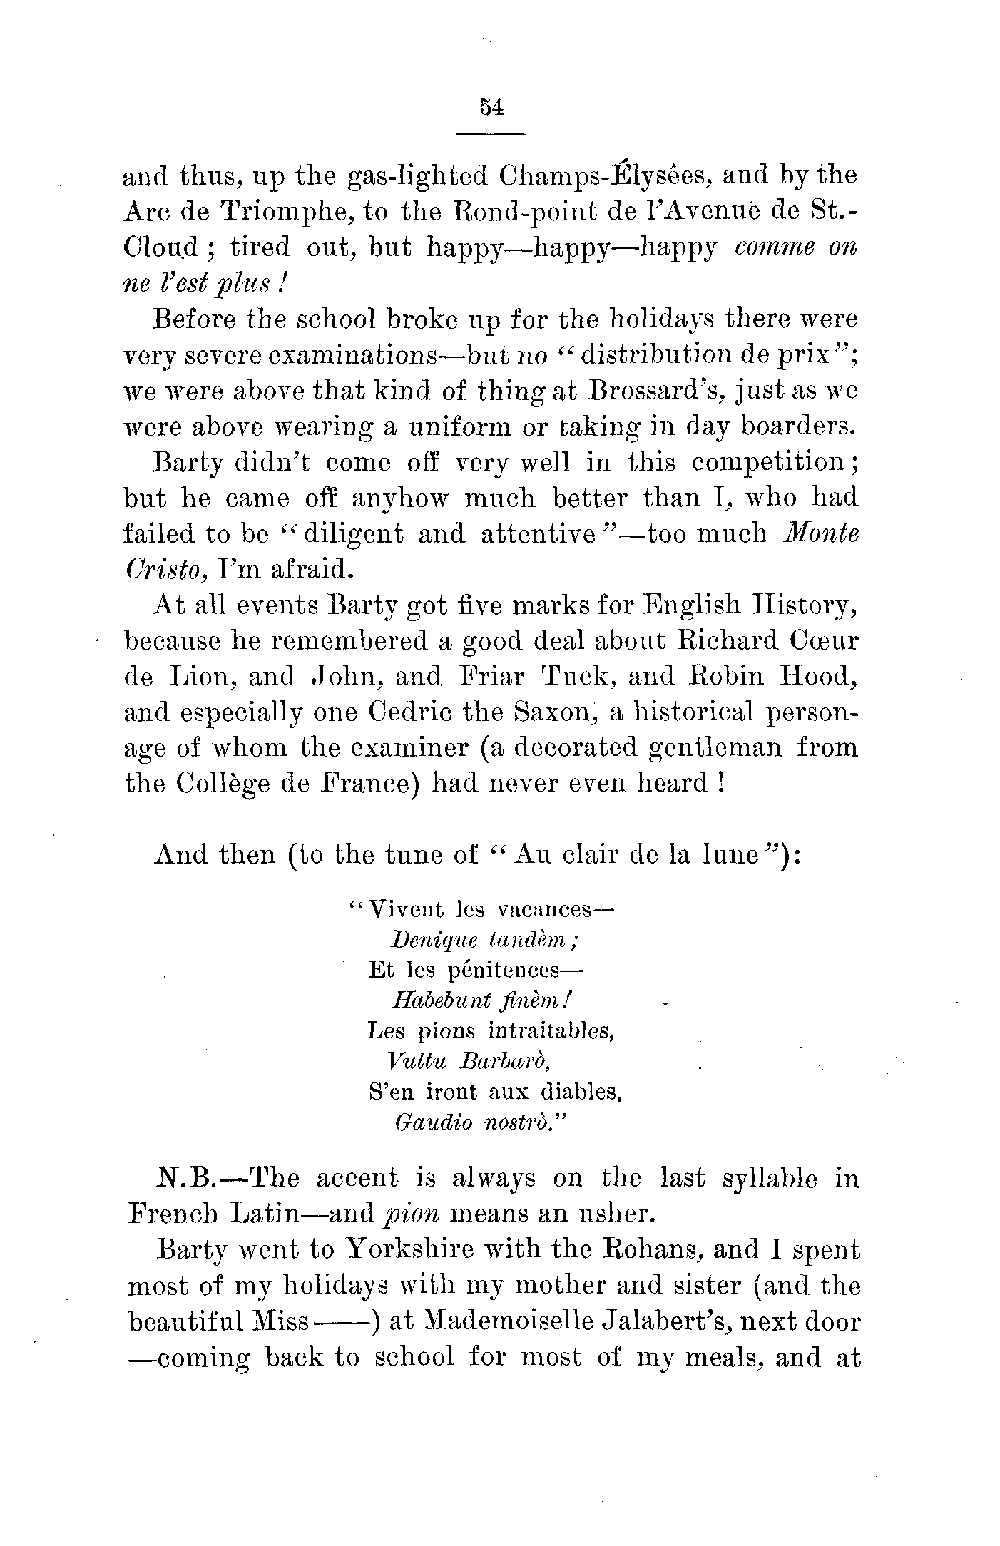 54
and thus, up the gas-lighted Champs-Élysées, and by the
Arc de Triomphe, to the Rond-point de l'Avenue de St.-
Cloud ; tired out, but happy—happy—happy comme on
ne l'est plus !
Before the school broke up for the holidays there were
very severe examinations—but no “ distribution de prix”;
we were above that kind of thing at Brossard's, just as we
were above wearing a uniform or taking in day boarders.
Barty didn't come off very well in this competition ;
but he came off anyhow much better than I, who had
failed to be “ diligent and attentive ”—too much Monte
Cristo, I'm afraid.
At all events Barty got five marks for English History,
because he remembered a good deal about Richard Cœur
de Lion, and John, and Friar Tuck, and Robin Hood,
and especially one Cedric the Saxon, a historical person-
age of whom the examiner (a decorated gentleman from
the Collège de France) had never even heard !
And then (to the tune of “ Au clair de la lune ”):
“ Vivent les vacances—
Denique tandèm ;
Et les pénitences—
Habebunt finèm !
Les pions intraitables,
Vultu Barbarò,
S'en iront aux diables,
Gaudio nostrò.”
N.B.—The accent is always on the last syllable in
French Latin—and pion means an usher.
Barty went to Yorkshire with the Rohans, and I spent
most of my holidays with my mother and sister (and the
beautiful Miss ——) at Mademoiselle Jalabert's, next door
—coming back to school for most of my meals, and at